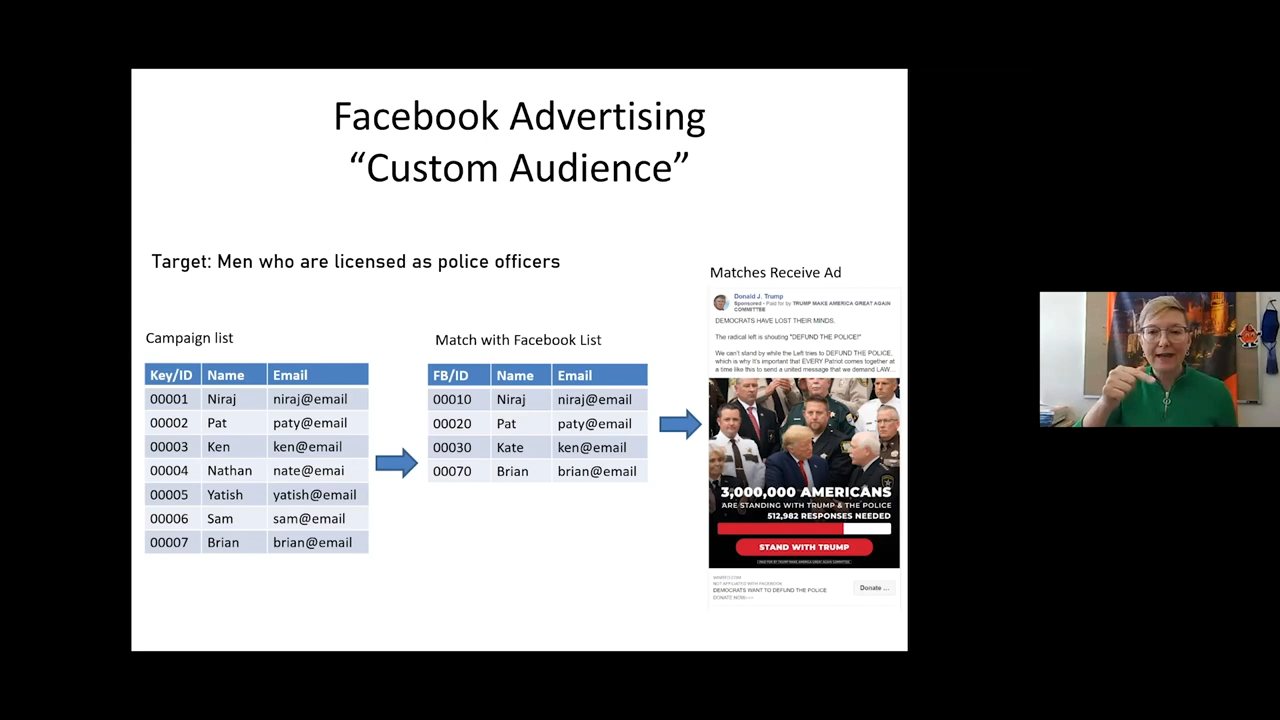 Facebook Advertising
“Custom Audience”
Target: Men who are licensed as police officers
Campaign list
Key/ID Name Email
00001 Niraj niraj@email
00002 Pat paty@email
00003 Ken ken@email
00004 Nathan nate@emai
00005 Yatish yatish@email
00006 Sam sam@email
00007 Brian brian@email
Match with Facebook List
FB/ID Name Email
00010 Niraj niraj@email
00020 Pat paty@email
00030 Kate ken@email
00070 Brian brian@email
Matches Receive Ad
Donald J. Trump
Sponsored • Paid for by TRUMP MAKE AMERICA GREAT AGAIN
COMMITTEE
DEMOCRATS HAVE LOST THEIR MINDS.
The radical left is shouting "DEFUND THE POLICE!"
We can't stand by while the Left tries to DEFUND THE POLICE,
which is why It's important that EVERY Patriot comes together at
a time like this to send a united message that we demand LAW...
3,000,000 AMERICANS
ARE STANDING WITH TRUMP & THE POLICE
512,982 RESPONSES NEEDED
STAND WITH TRUMP
NOT AFFILIATED WITH FACEBOOK
DEMOCRATS WANT TO DEFUND THE POLICE
DONATE NOW>>>
Donate ...